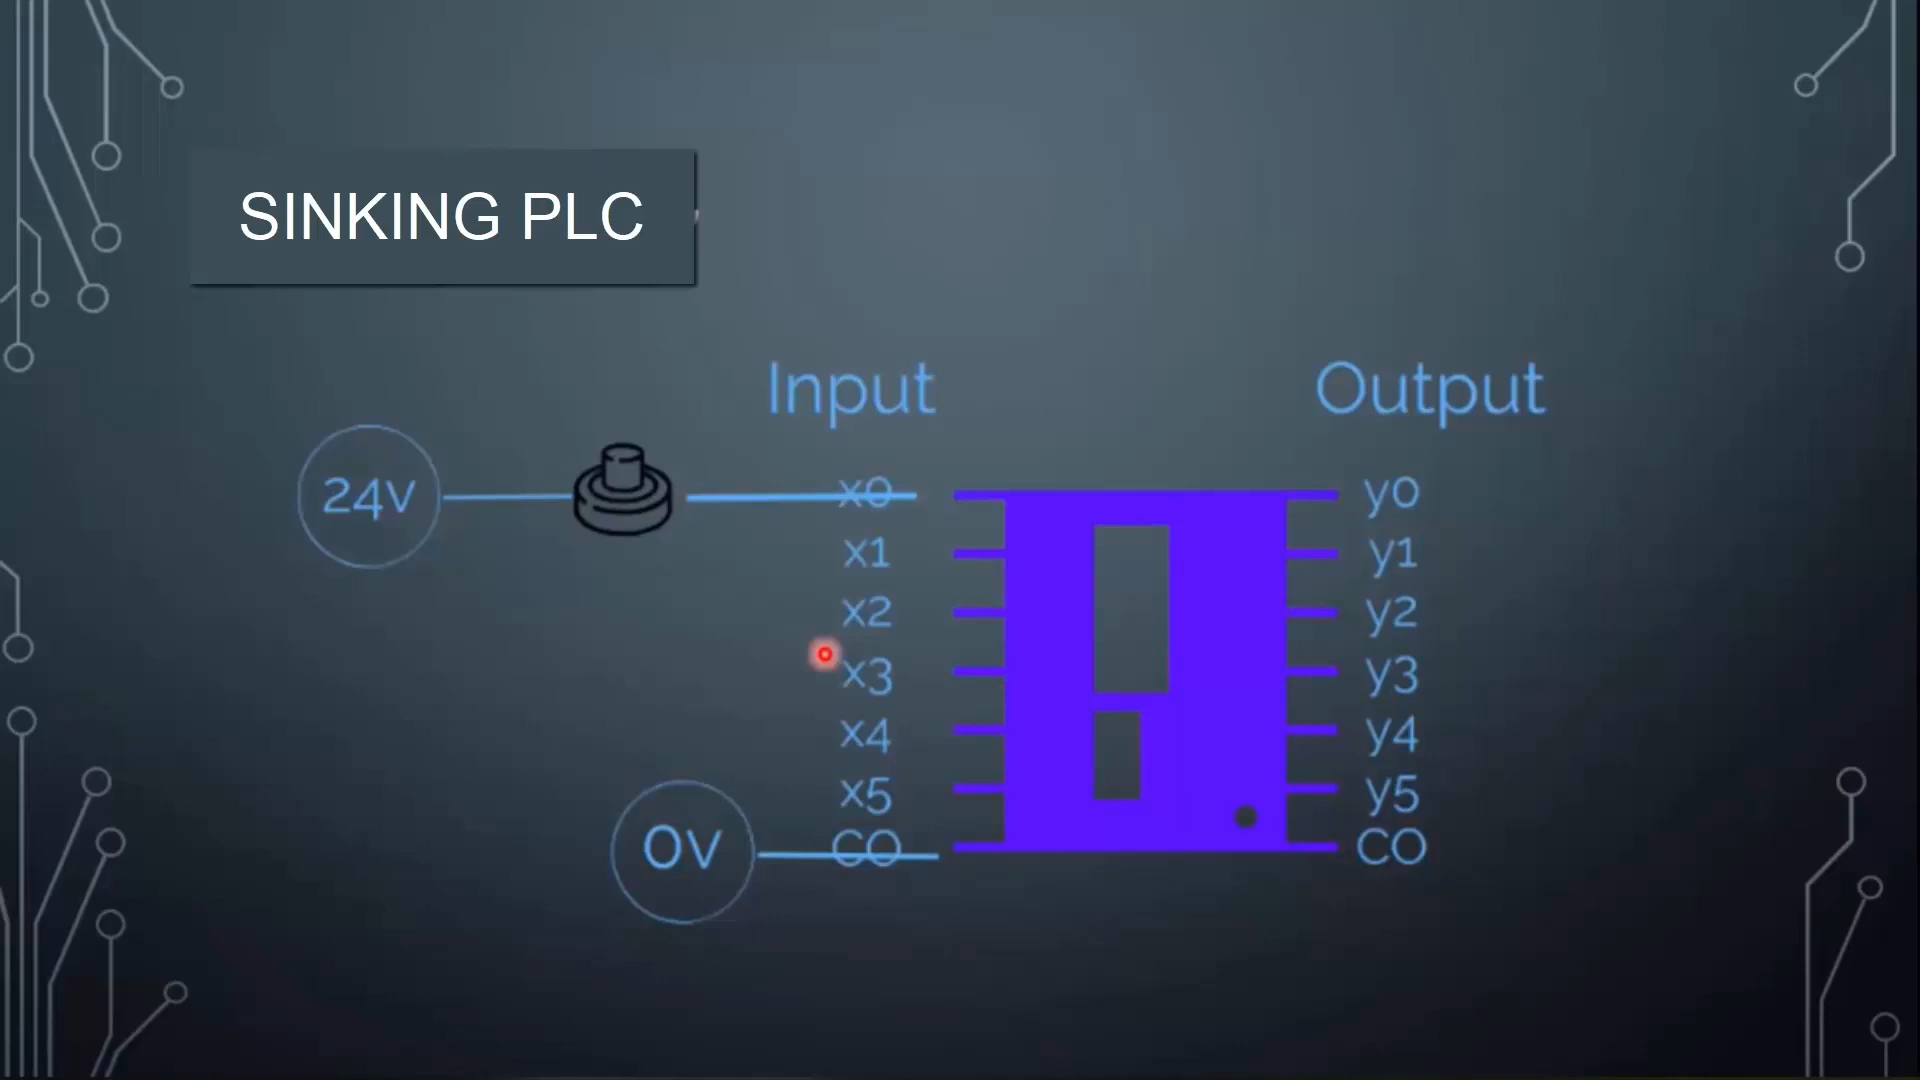 SINKING PLC
Input
Output
24V
x0
y0
x1
y1
x2
y2
x3
y3
x4
y4
x5
y5
0V
CO
CO